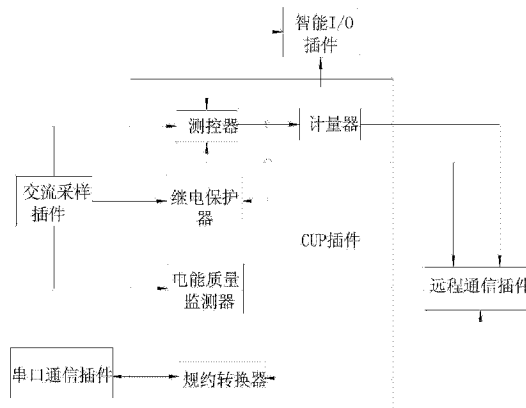 智能I/O
插件
测控器
计量器
交流采样
插件
继电保护
器
CUP插件
电能质量
监测器
远程通信插件
串口通信插件
规约转换器